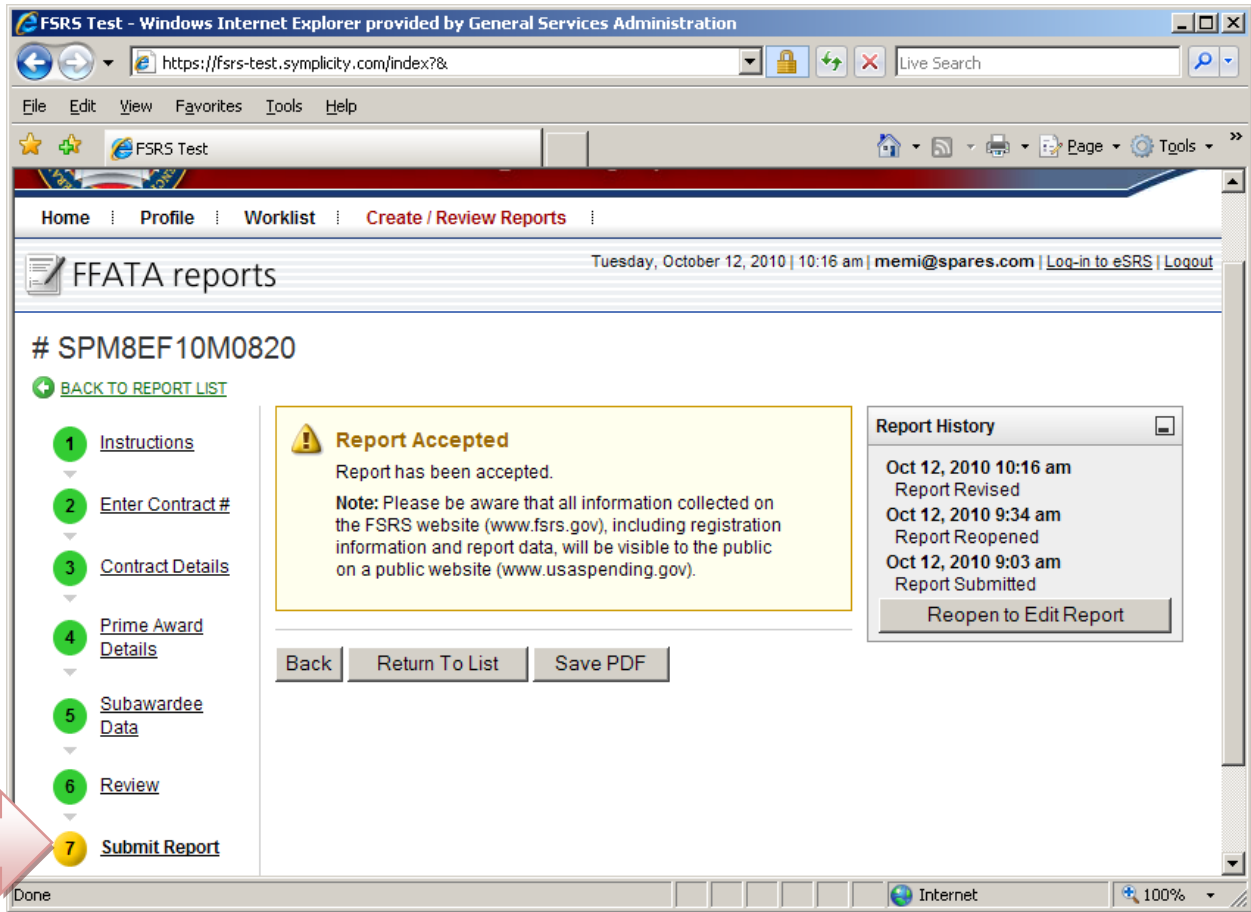 FSRS Test - Windows Internet Explorer provided by General Services Administration
https://fsrs-test.symplicity.com/index?&
Live Search
File Edit View Favorites Tools Help
FSRS Test
Page Tools
Home Profile Worklist Create / Review Reports
FFATA reports
Tuesday, October 12, 2010 | 10:16 am | memi@spares.com | Log-in to eSRS | Logout
# SPM8EF10M0820
BACK TO REPORT LIST
1 Instructions
2 Enter Contract #
3 Contract Details
4 Prime Award
Details
5 Subawardee
Data
6 Review
7 Submit Report
Report Accepted
Report has been accepted.
Note: Please be aware that all information collected on
the FSRS website (www.fsrs.gov), including registration
information and report data, will be visible to the public
on a public website (www.usaspending.gov).
Back Return To List Save PDF
Report History
Oct 12, 2010 10:16 am
Report Revised
Oct 12, 2010 9:34 am
Report Reopened
Oct 12, 2010 9:03 am
Report Submitted
Reopen to Edit Report
Done Internet 100%